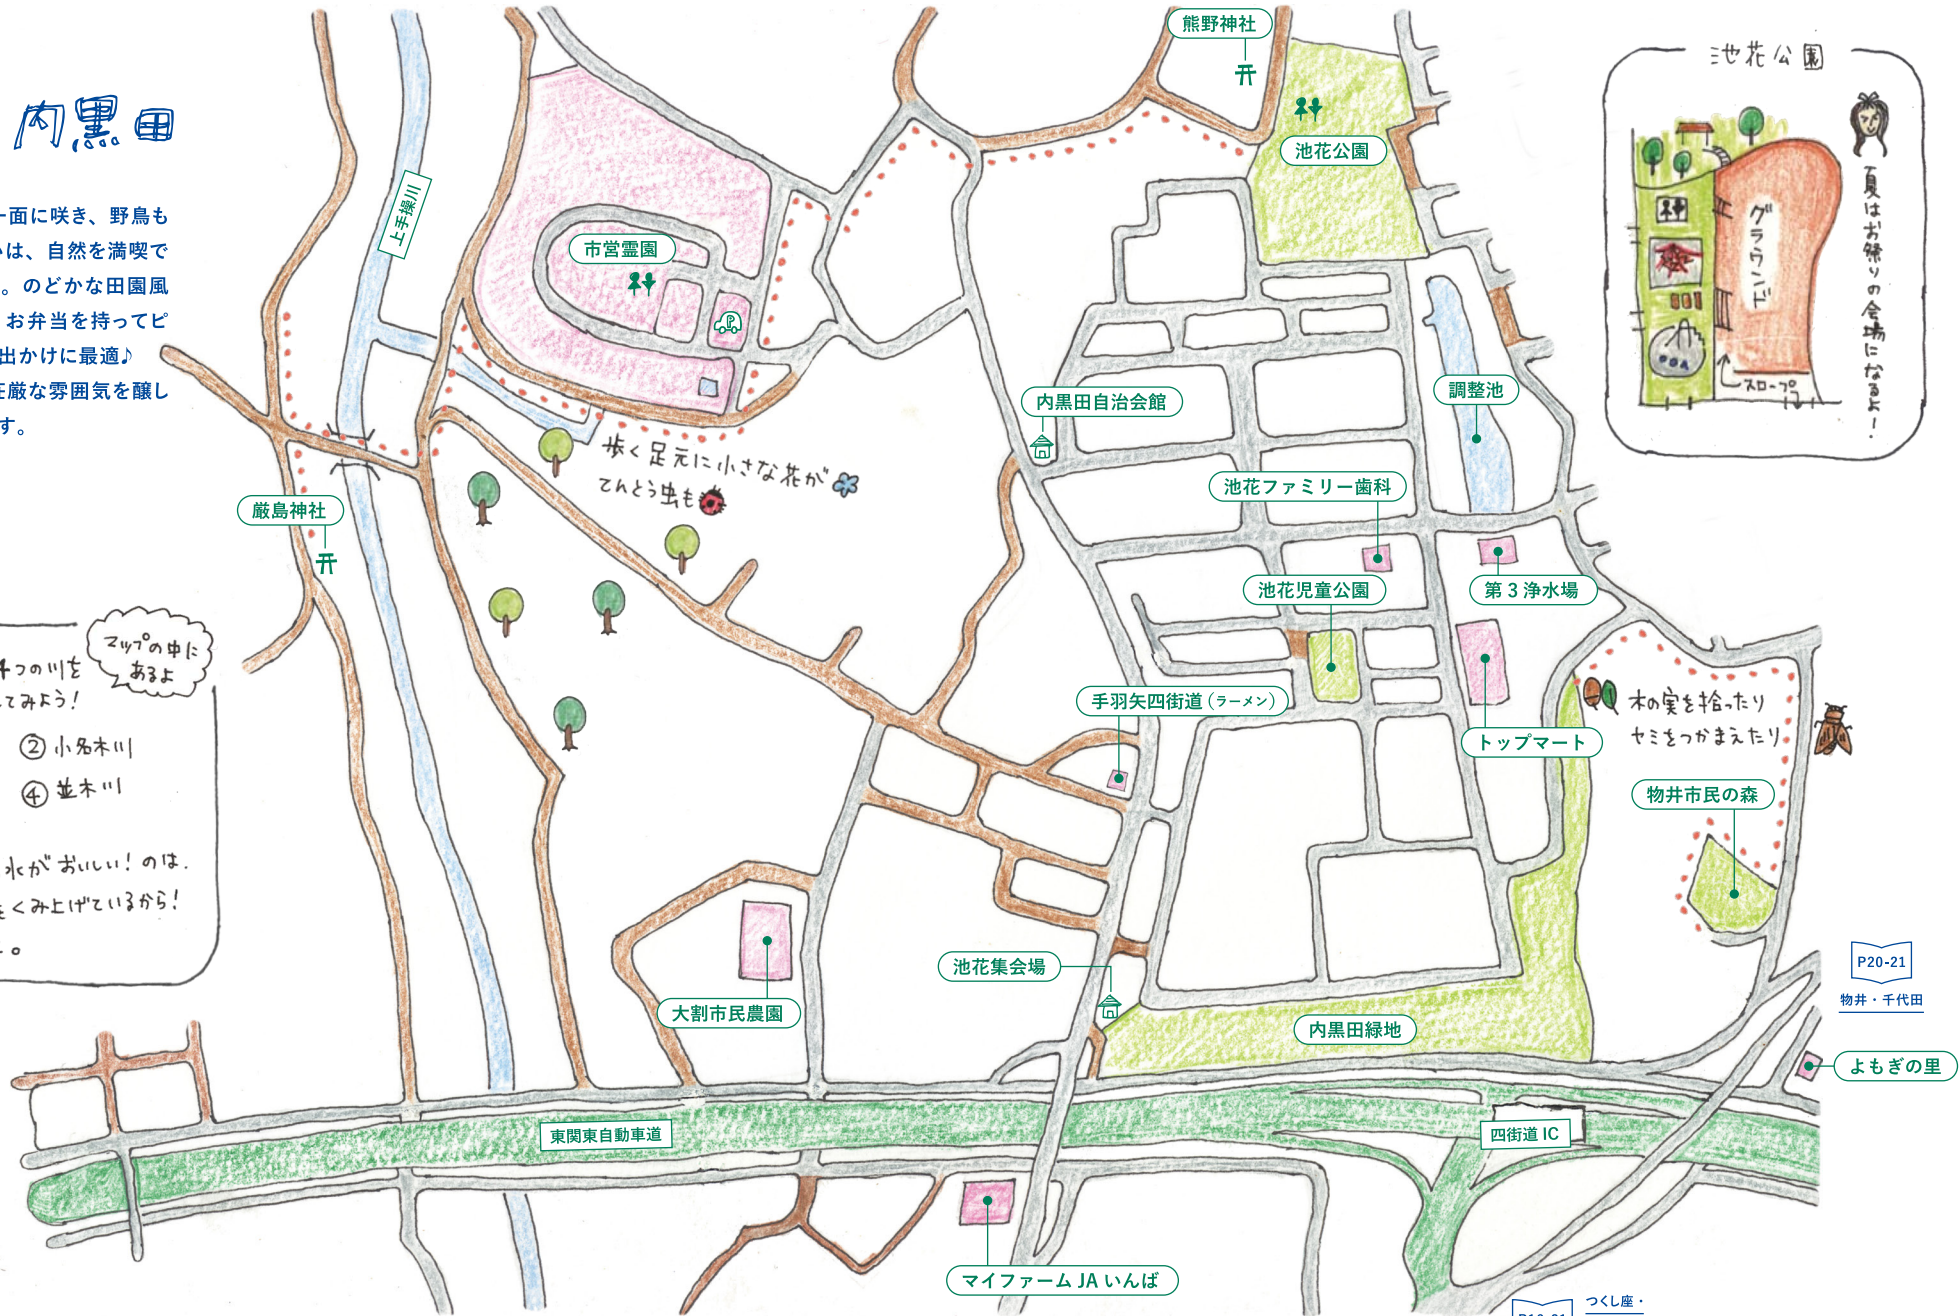 内黒田
一面に咲き、野鳥も
いは、自然を満喫で
。のどかな田園風
お弁当を持ってピ
出かけに最適♪
荘厳な雰囲気を醸し
す。
上手操川
熊野神社
池花公園
市営霊園
P
内黒田自治会館
調整池
歩く足元に小さな花が
てんとう虫も
厳島神社
池花ファミリー歯科
池花児童公園
第3浄水場
手羽矢四街道(ラーメン)
トップマート
木の実を拾ったり
セミをつかまえたり
物井市民の森
大割市民農園
池花集会場
内黒田緑地
よもぎの里
東関東自動車道
四街道 IC
マイファーム JA いんば
P20-21
物井・千代田
つくし座・
池花公園
グラウンド
スロープ
夏はお祭りの会場になるよ!
マップの中に
あるよ
4つの川を
てみよう!
② 小名木川
④ 並木川
水がおいしい!のは.
をくみ上げているから!